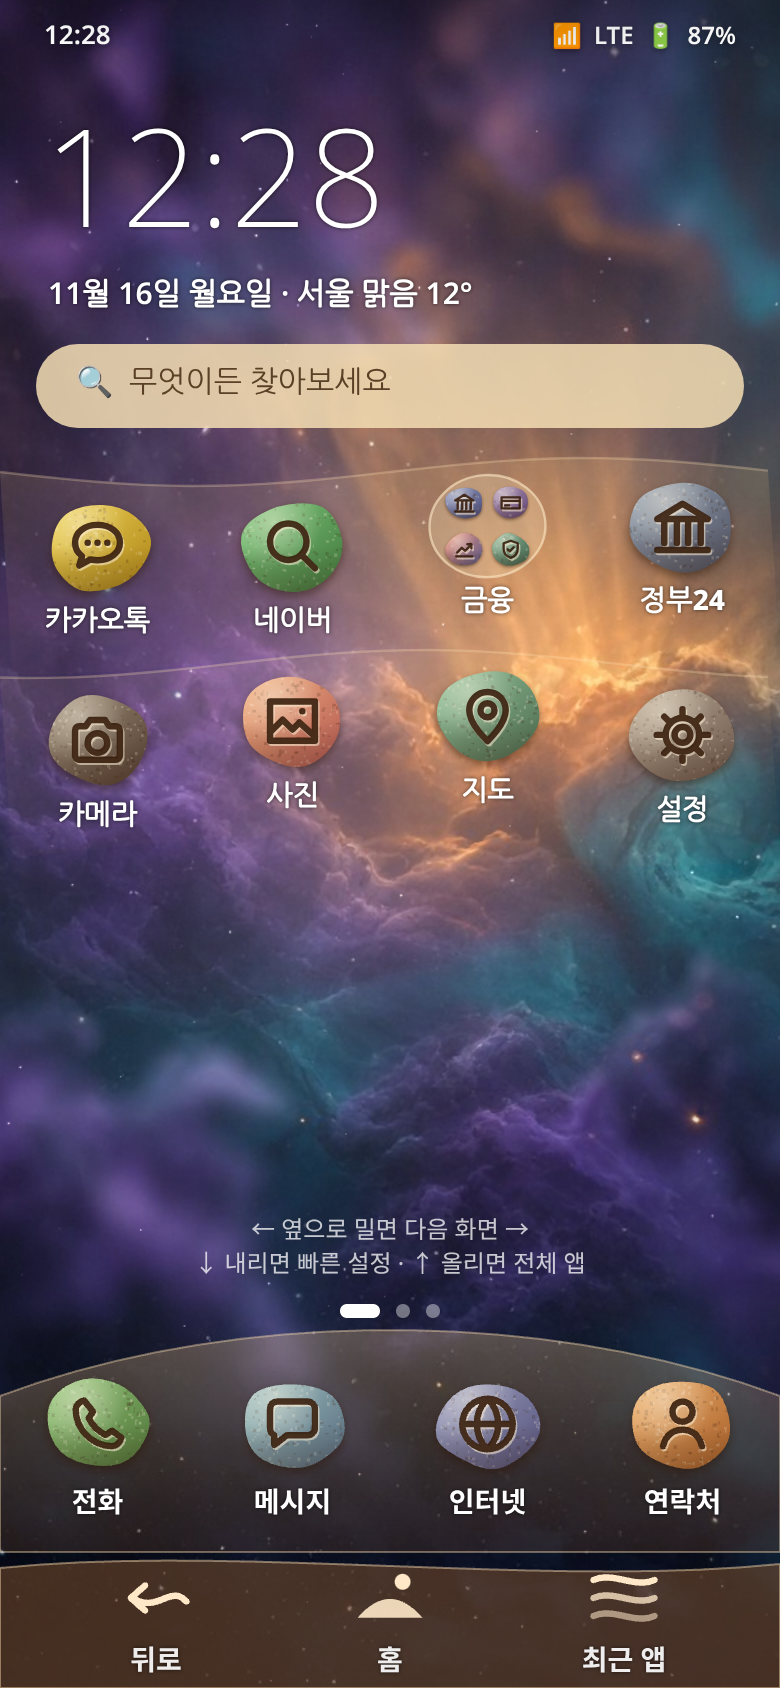 12:28
LTE 87%
12:28
11월 16일 월요일 · 서울 맑음 12°
무엇이든 찾아보세요
카카오톡 네이버 금융 정부24
카메라 사진 지도 설정
← 옆으로 밀면 다음 화면 →
↓ 내리면 빠른 설정 · ↑ 올리면 전체 앱
전화 메시지 인터넷 연락처
뒤로 홈 최근 앱